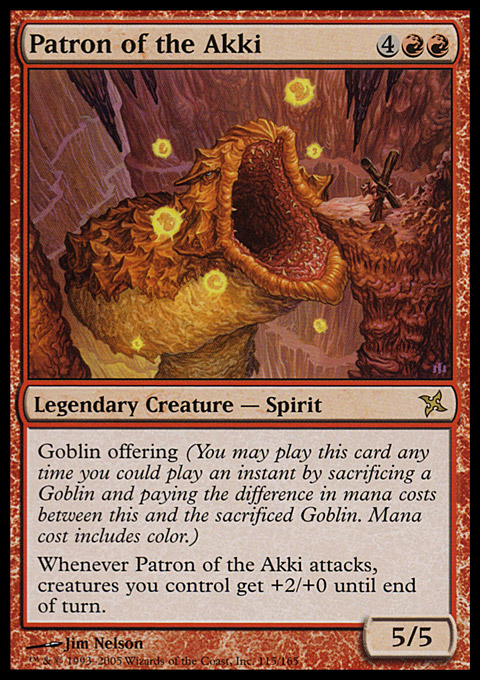 Patron of the Akki 4
Legendary Creature — Spirit
Goblin offering (You may play this card any
time you could play an instant by sacrificing a
Goblin and paying the difference in mana costs
between this and the sacrificed Goblin. Mana
cost includes color.)
Whenever Patron of the Akki attacks,
creatures you control get +2/+0 until end
of turn.
Jim Nelson
5/5
™ & © 1993–2005 Wizards of the Coast, Inc. 115/165